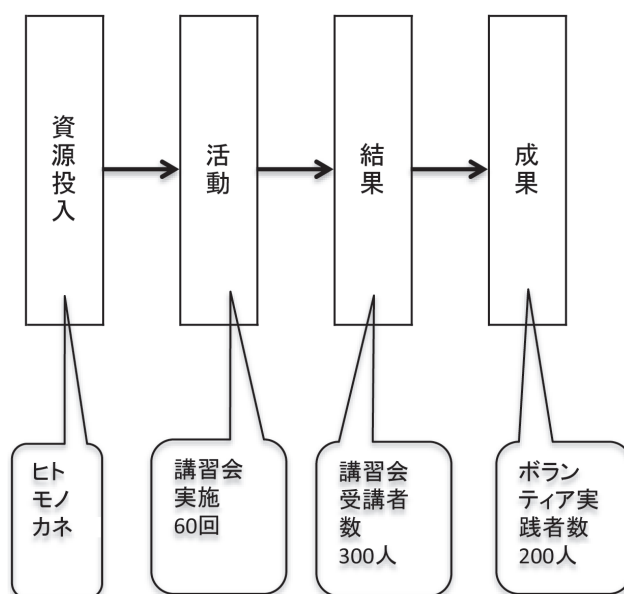 資源投入
活動
結果
成果
ヒト
モノ
カネ
講習会
実施
60回
講習会
受講者
数
300人
ボラン
ティア実
践者数
200人